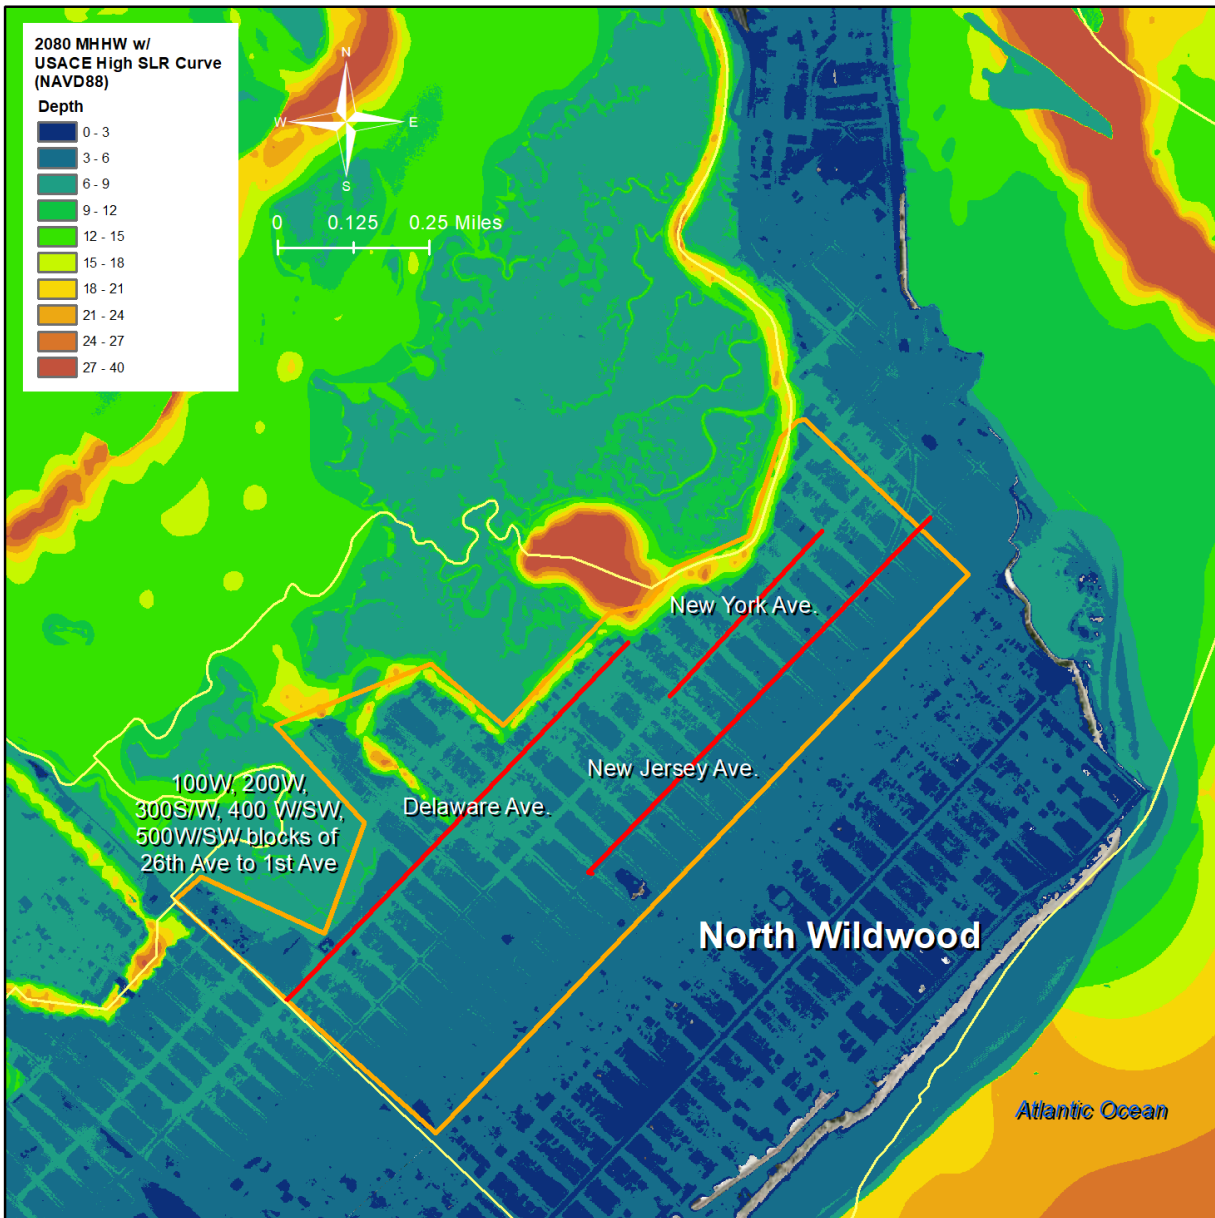 2080 MHHW w/
USACE High SLR Curve
(NAVD88)
Depth
0 - 3
3 - 6
6 - 9
9 - 12
12 - 15
15 - 18
18 - 21
21 - 24
24 - 27
27 - 40
N
W
E
S
0 0.125 0.25 Miles
New York Ave.
New Jersey Ave.
Delaware Ave.
100W, 200W,
300S/W, 400 W/SW,
500W/SW blocks of
26th Ave to 1st Ave
North Wildwood
Atlantic Ocean